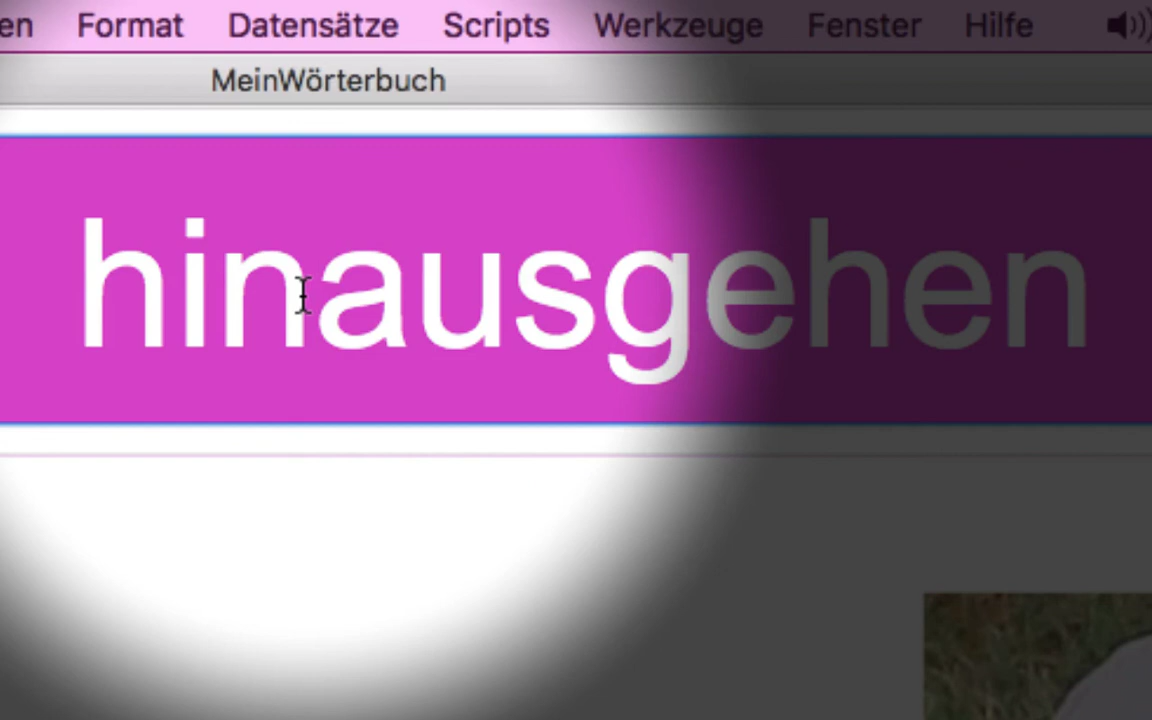 en Format Datensätze Scripts Werkzeuge Fenster Hilfe
MeinWörterbuch
hinausgehen